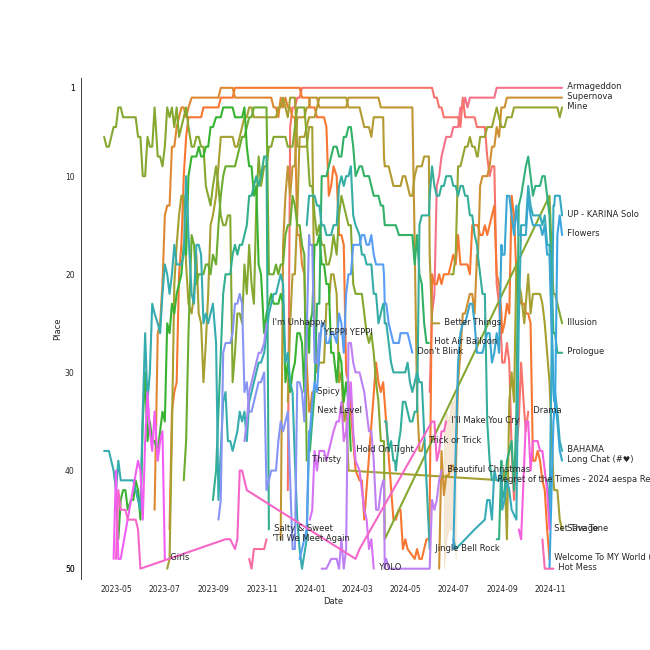 1
Armageddon
Supernova
Mine
10
UP - KARINA Solo
Flowers
20
I'm Unhappy
Better Things
Illusion
YEPPI YEPPI
Hot Air Balloon
Don't Blink
Prologue
Place
30
Spicy
Next Level
Drama
I'll Make You Cry
Trick or Trick
Hold On Tight
BAHAMA
Thirsty
Long Chat (#♥)
40
Beautiful Christmas
Regret of the Times - 2024 aespa Re
Salty & Sweet
Set The Tone
Savage
'Til We Meet Again
Jingle Bell Rock
Girls
Welcome To MY World (
YOLO
Hot Mess
50
2023-05
2023-07
2023-09
2023-11
2024-01
2024-03
2024-05
2024-07
2024-09
2024-11
Date